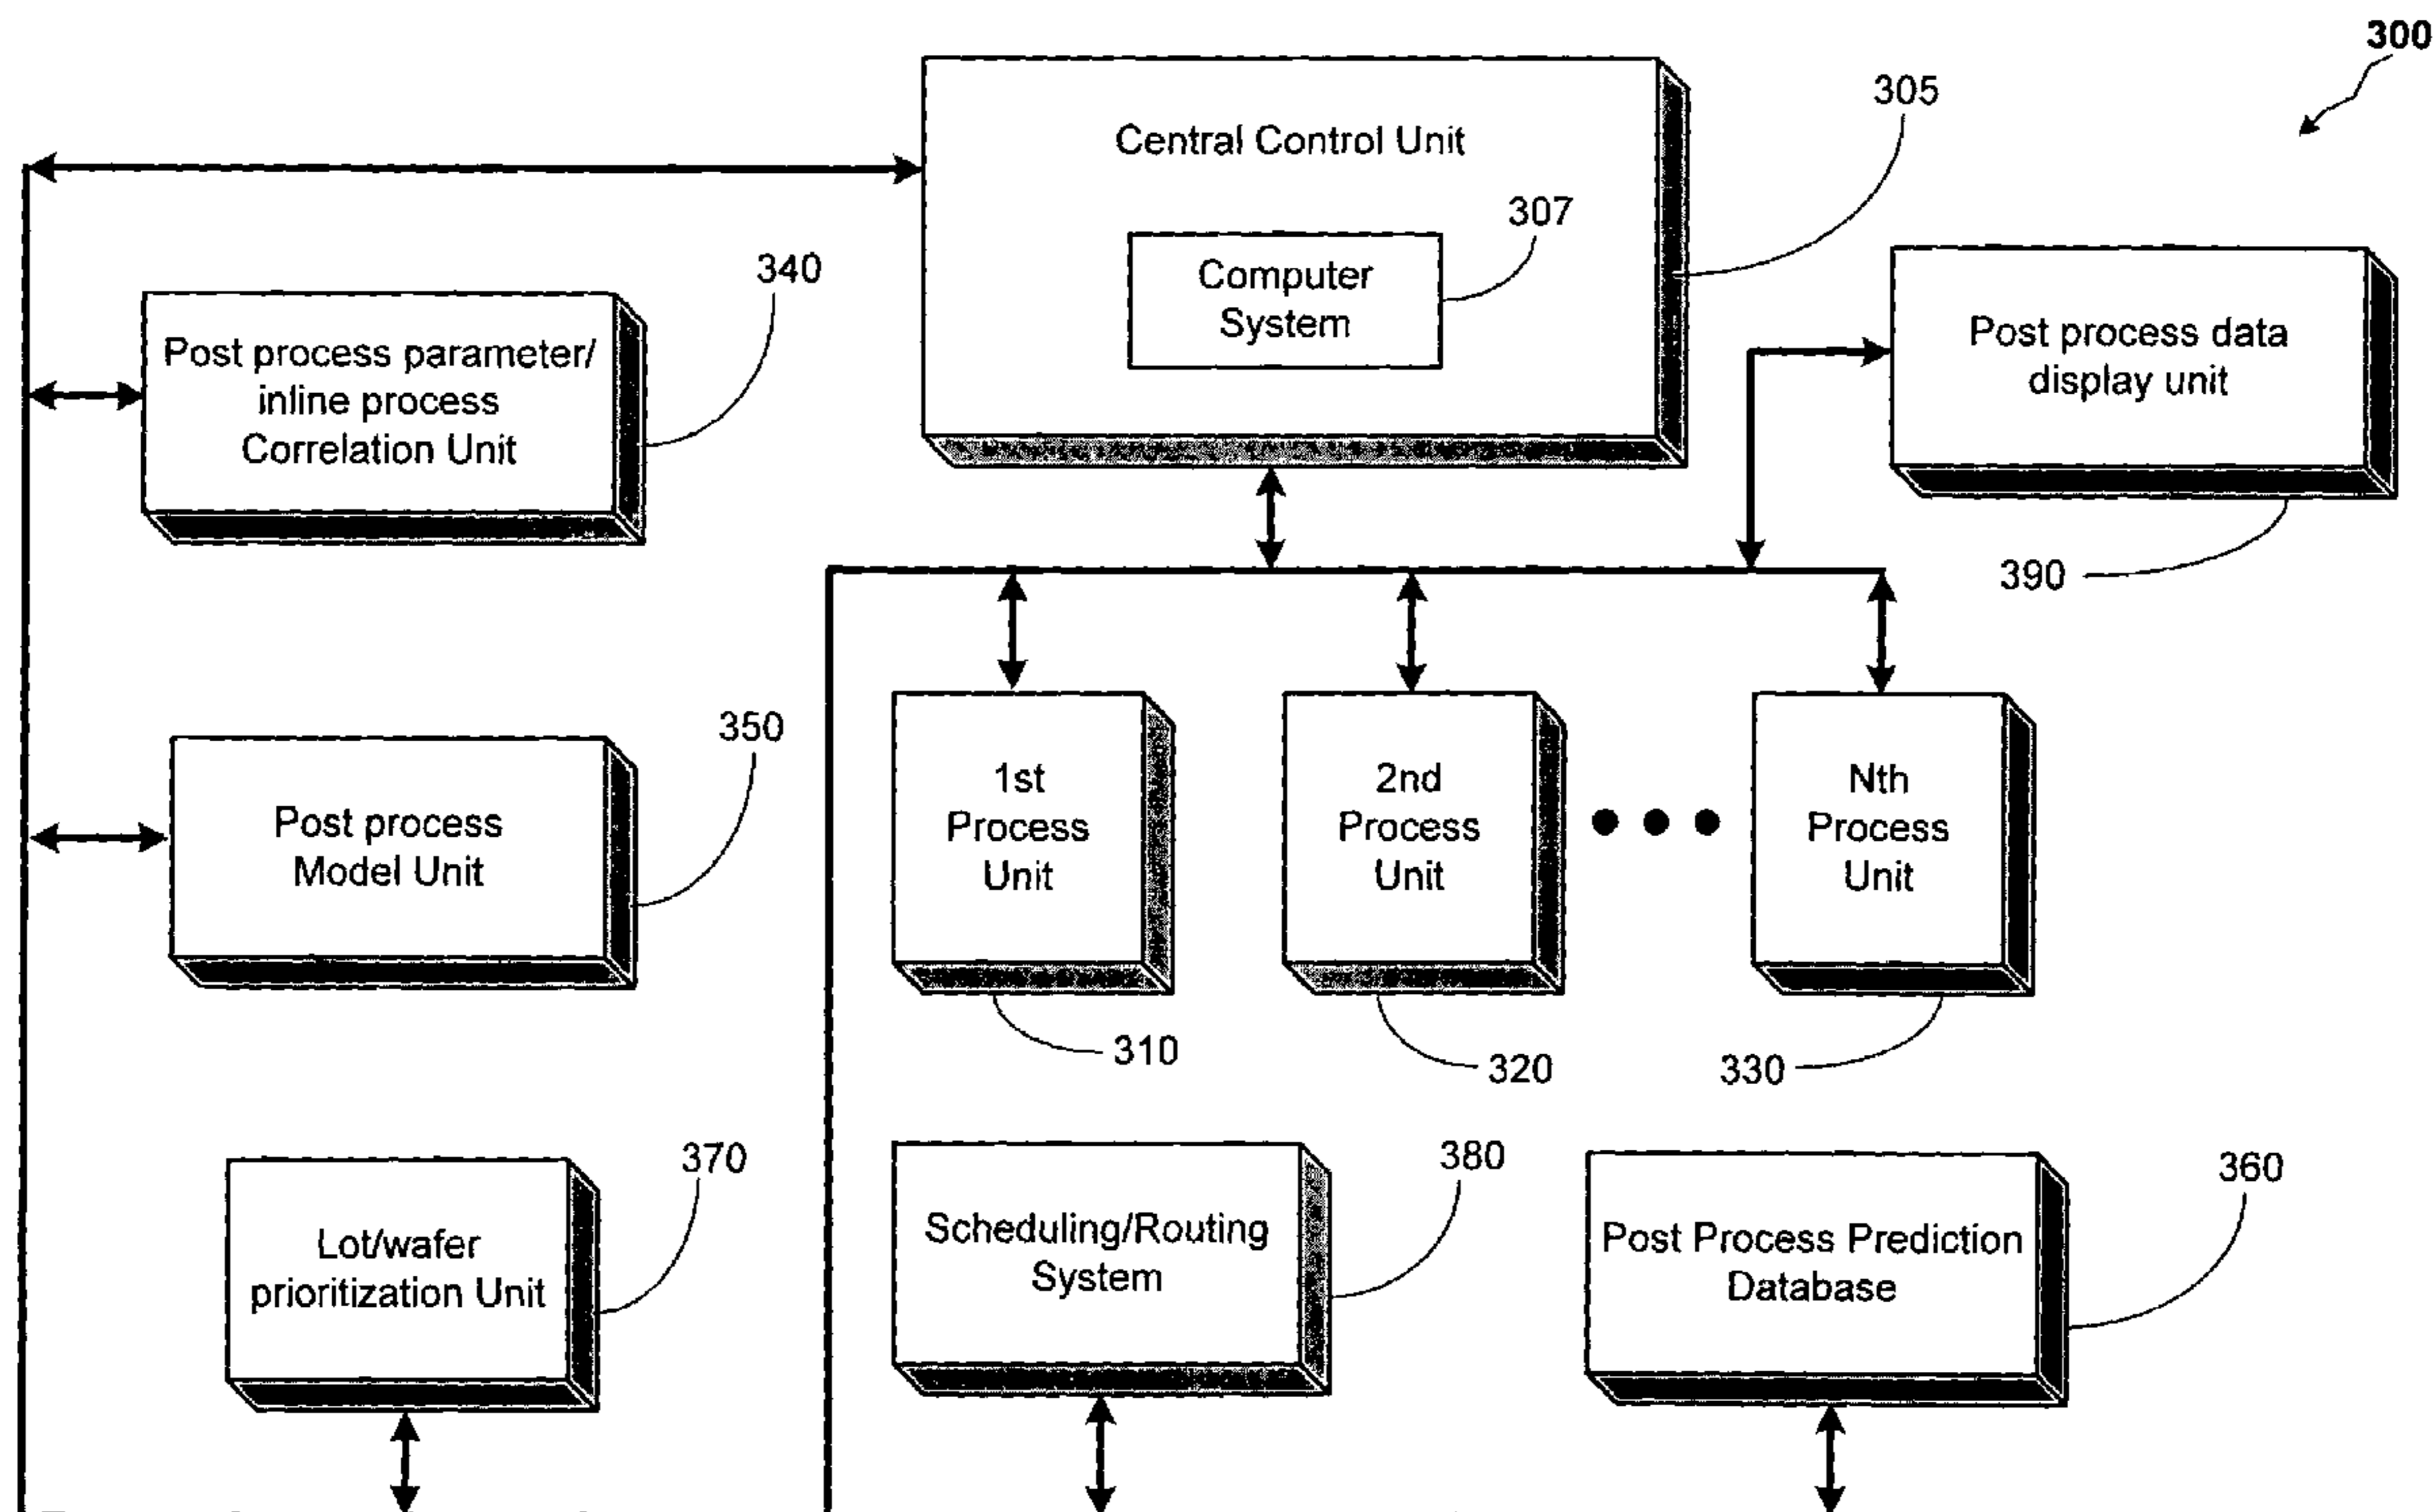 300
305
Central Control Unit
307
Computer
System
340
Post process parameter/
inline process
Correlation Unit
Post process data
display unit
390
350
Post process
Model Unit
1st
Process
Unit
2nd
Process
Unit
Nth
Process
Unit
310
320
330
370
Lot/wafer
prioritization Unit
380
Scheduling/Routing
System
360
Post Process Prediction
Database